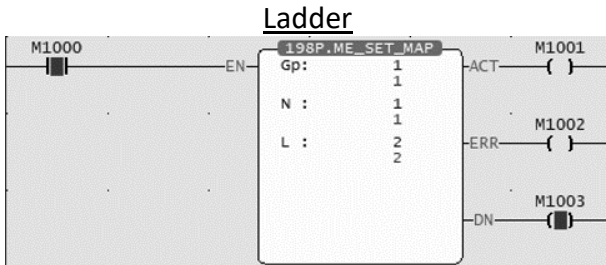 Ladder
M1000 198P.ME_SET_MAP M1001
EN Gp: 1 ACT
1
N : 1
1 M1002
L : 2 ERR
2
M1003
DN